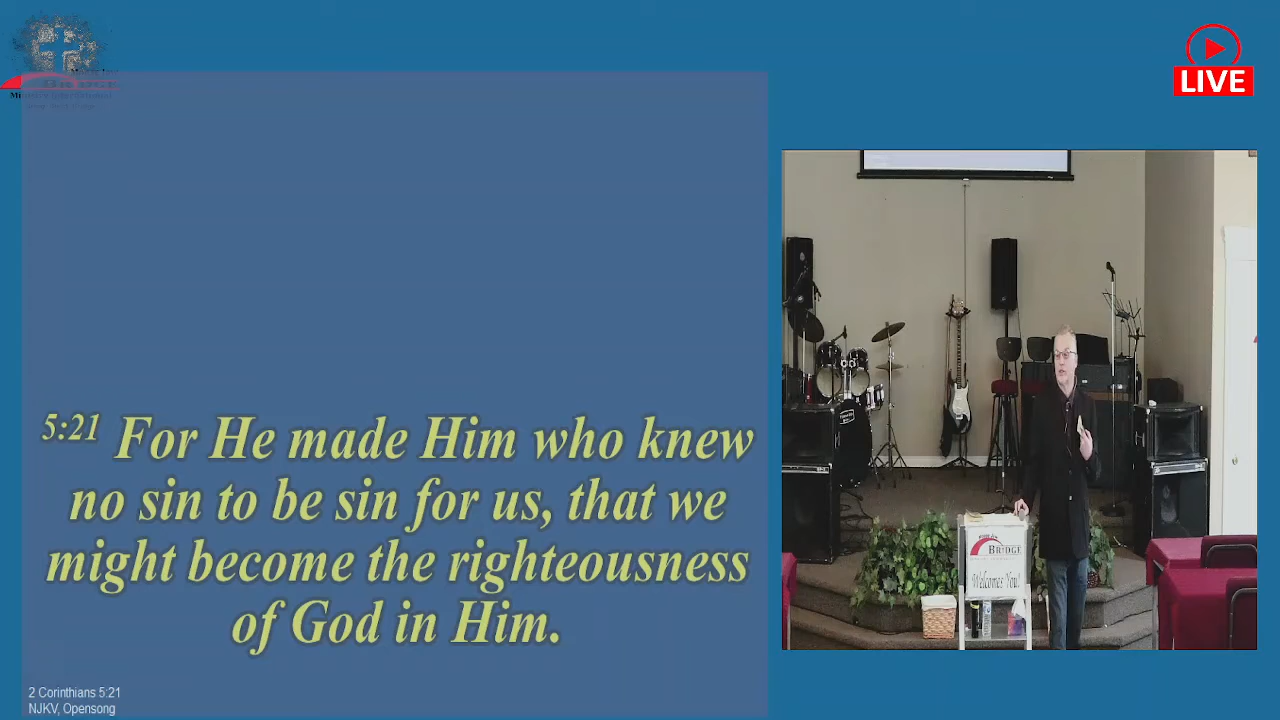 LIVE
5:21 For He made Him who knew
no sin to be sin for us, that we
might become the righteousness
of God in Him.
BRIDGE
Welcomes You!
2 Corinthians 5:21
NJKV, Opensong